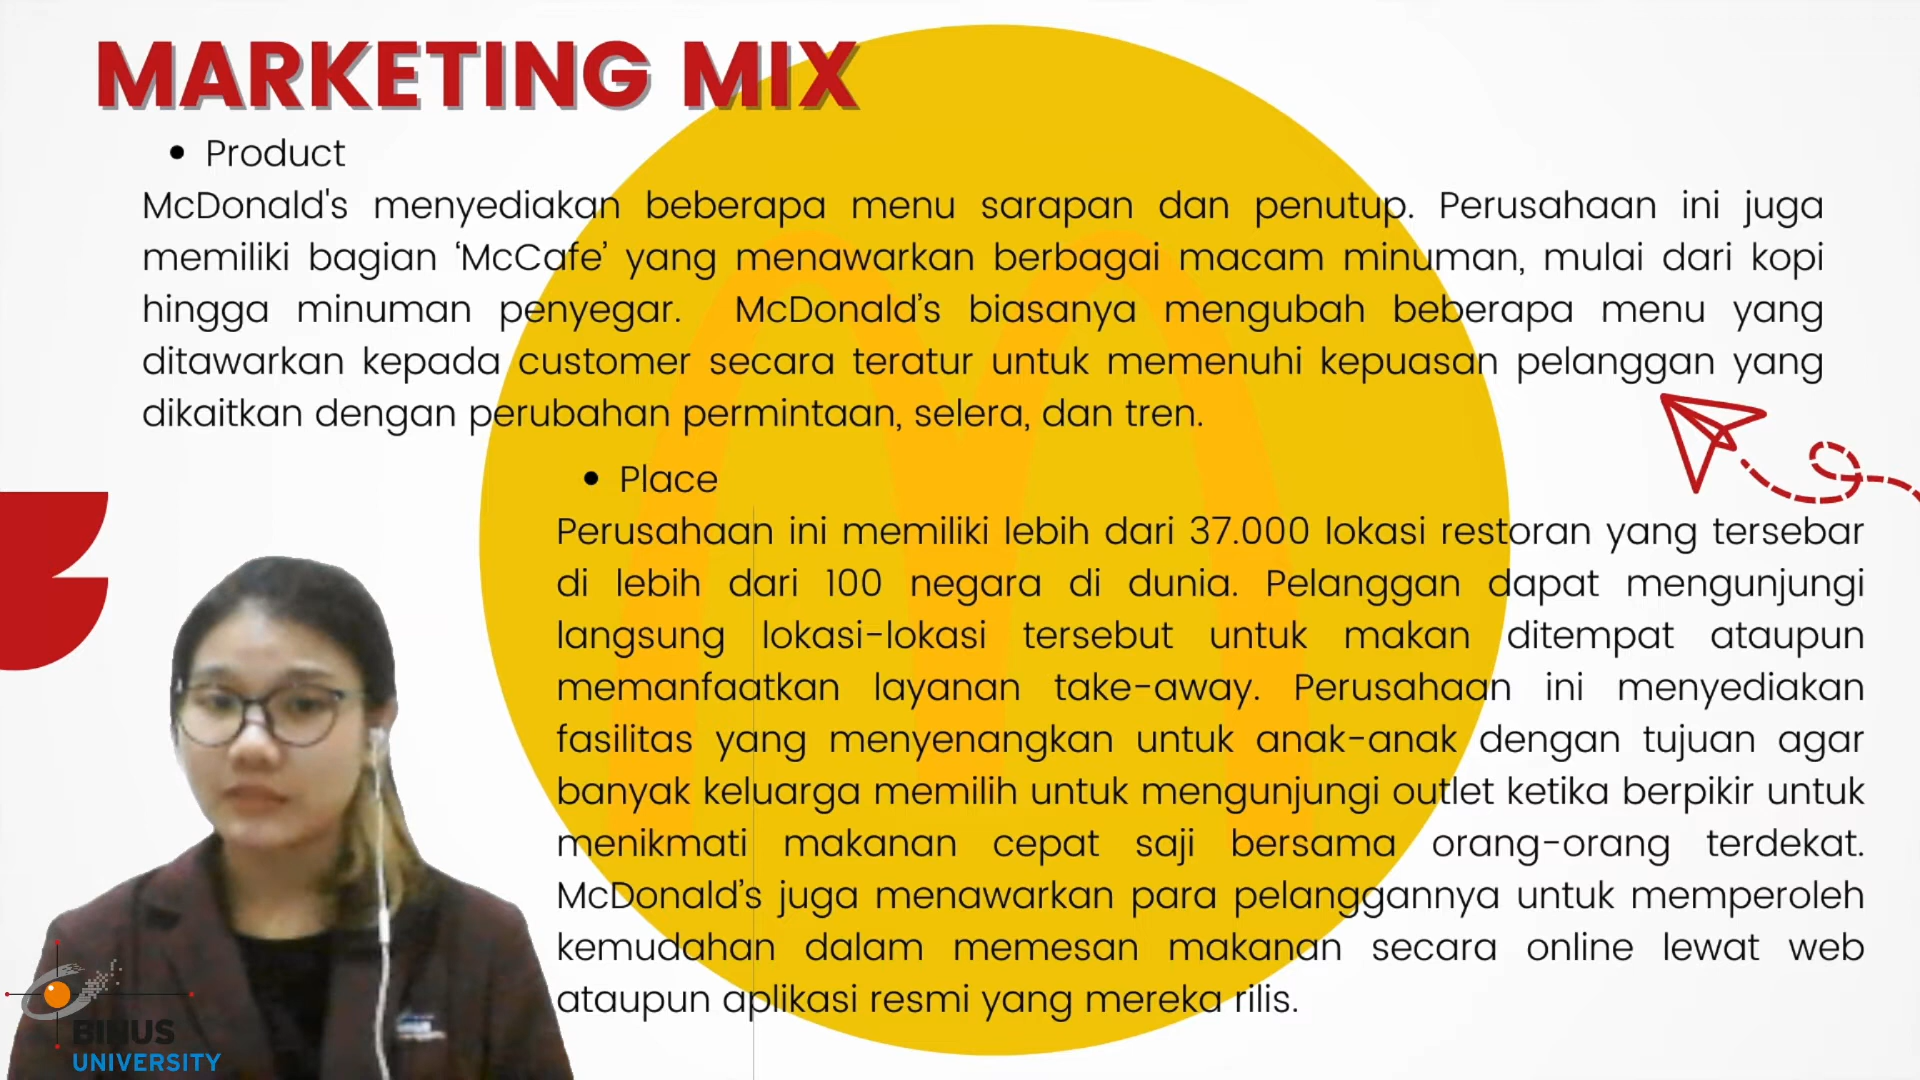 MARKETING MIX
• Product
McDonald's menyediakan beberapa menu sarapan dan penutup. Perusahaan ini juga
memiliki bagian ‘McCafe’ yang menawarkan berbagai macam minuman, mulai dari kopi
hingga minuman penyegar. McDonald’s biasanya mengubah beberapa menu yang
ditawarkan kepada customer secara teratur untuk memenuhi kepuasan pelanggan yang
dikaitkan dengan perubahan permintaan, selera, dan tren.
• Place
Perusahaan ini memiliki lebih dari 37.000 lokasi restoran yang tersebar
di lebih dari 100 negara di dunia. Pelanggan dapat mengunjungi
langsung lokasi-lokasi tersebut untuk makan ditempat ataupun
memanfaatkan layanan take-away. Perusahaan ini menyediakan
fasilitas yang menyenangkan untuk anak-anak dengan tujuan agar
banyak keluarga memilih untuk mengunjungi outlet ketika berpikir untuk
menikmati makanan cepat saji bersama orang-orang terdekat.
McDonald’s juga menawarkan para pelanggannya untuk memperoleh
kemudahan dalam memesan makanan secara online lewat web
ataupun aplikasi resmi yang mereka rilis.
BINUS
UNIVERSITY